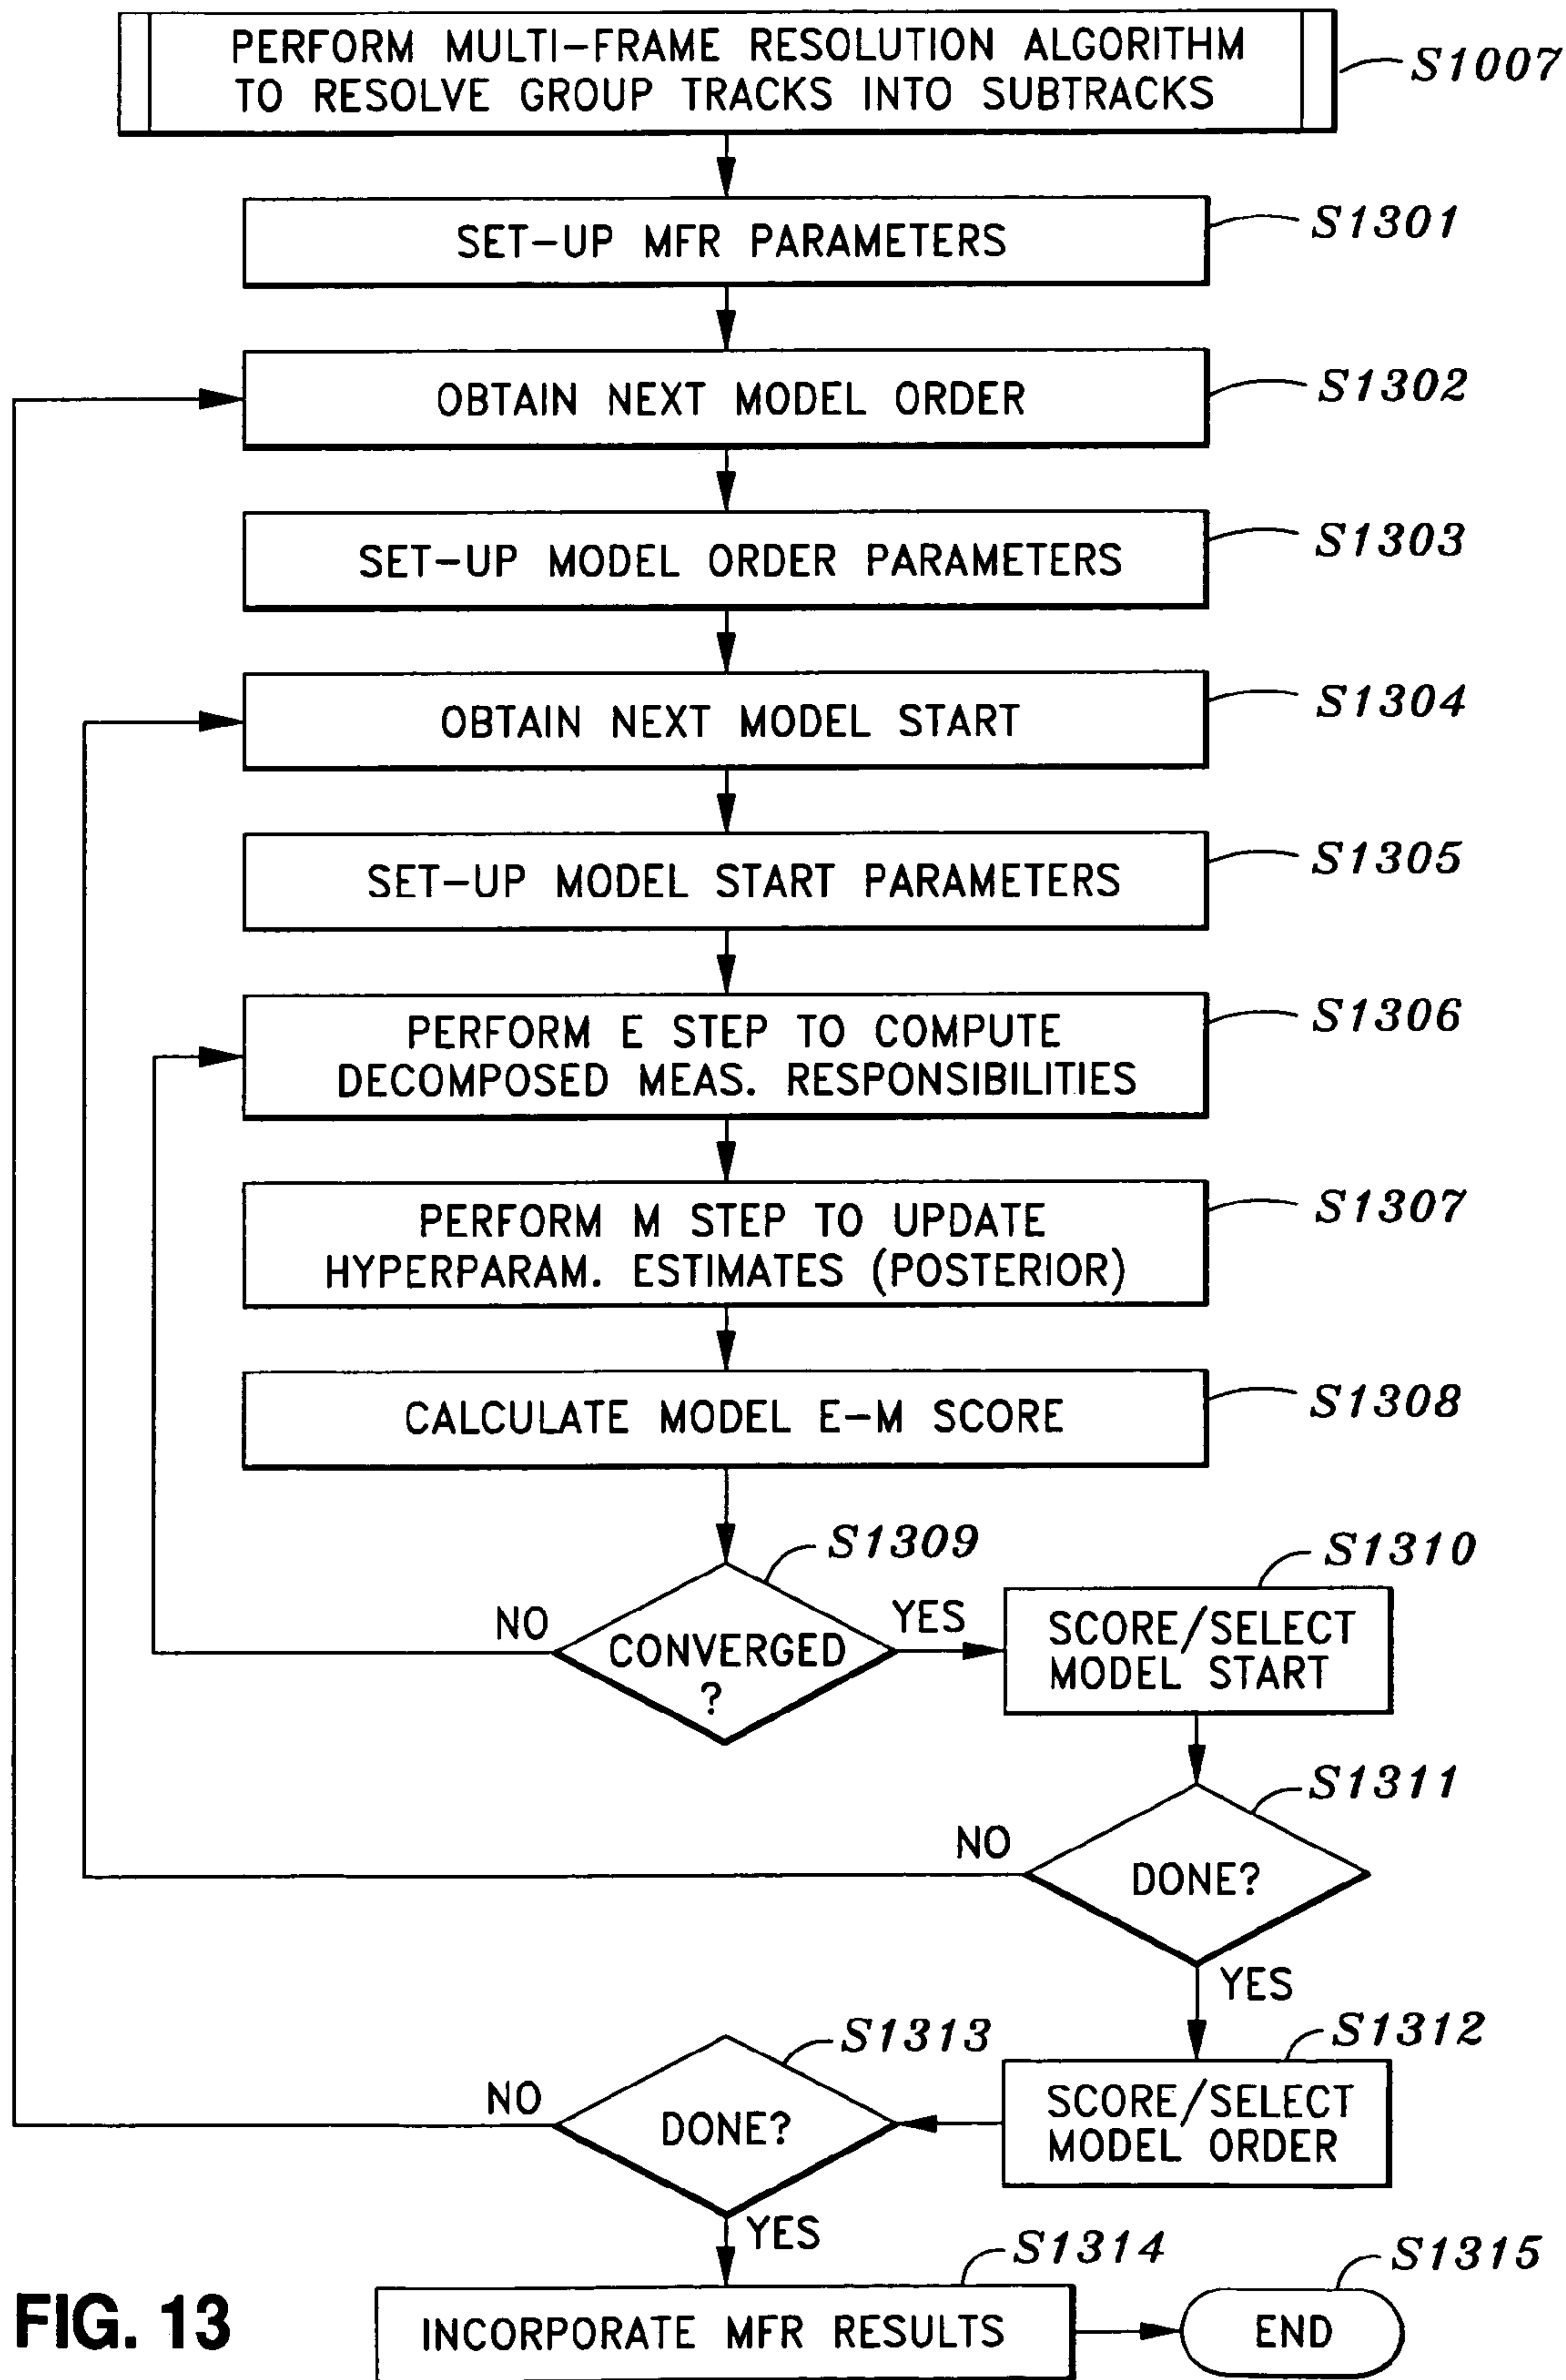 PERFORM MULTI-FRAME RESOLUTION ALGORITHM
TO RESOLVE GROUP TRACKS INTO SUBTRACKS
S1007
SET-UP MFR PARAMETERS
S1301
OBTAIN NEXT MODEL ORDER
S1302
SET-UP MODEL ORDER PARAMETERS
S1303
OBTAIN NEXT MODEL START
S1304
SET-UP MODEL START PARAMETERS
S1305
PERFORM E STEP TO COMPUTE
DECOMPOSED MEAS. RESPONSIBILITIES
S1306
PERFORM M STEP TO UPDATE
HYPERPARAM. ESTIMATES (POSTERIOR)
S1307
CALCULATE MODEL E-M SCORE
S1308
S1309
NO
CONVERGED
?
YES
S1310
SCORE/SELECT
MODEL START
S1311
NO
DONE?
YES
S1312
SCORE/SELECT
MODEL ORDER
S1313
NO
DONE?
YES
S1314
INCORPORATE MFR RESULTS
S1315
END
FIG. 13